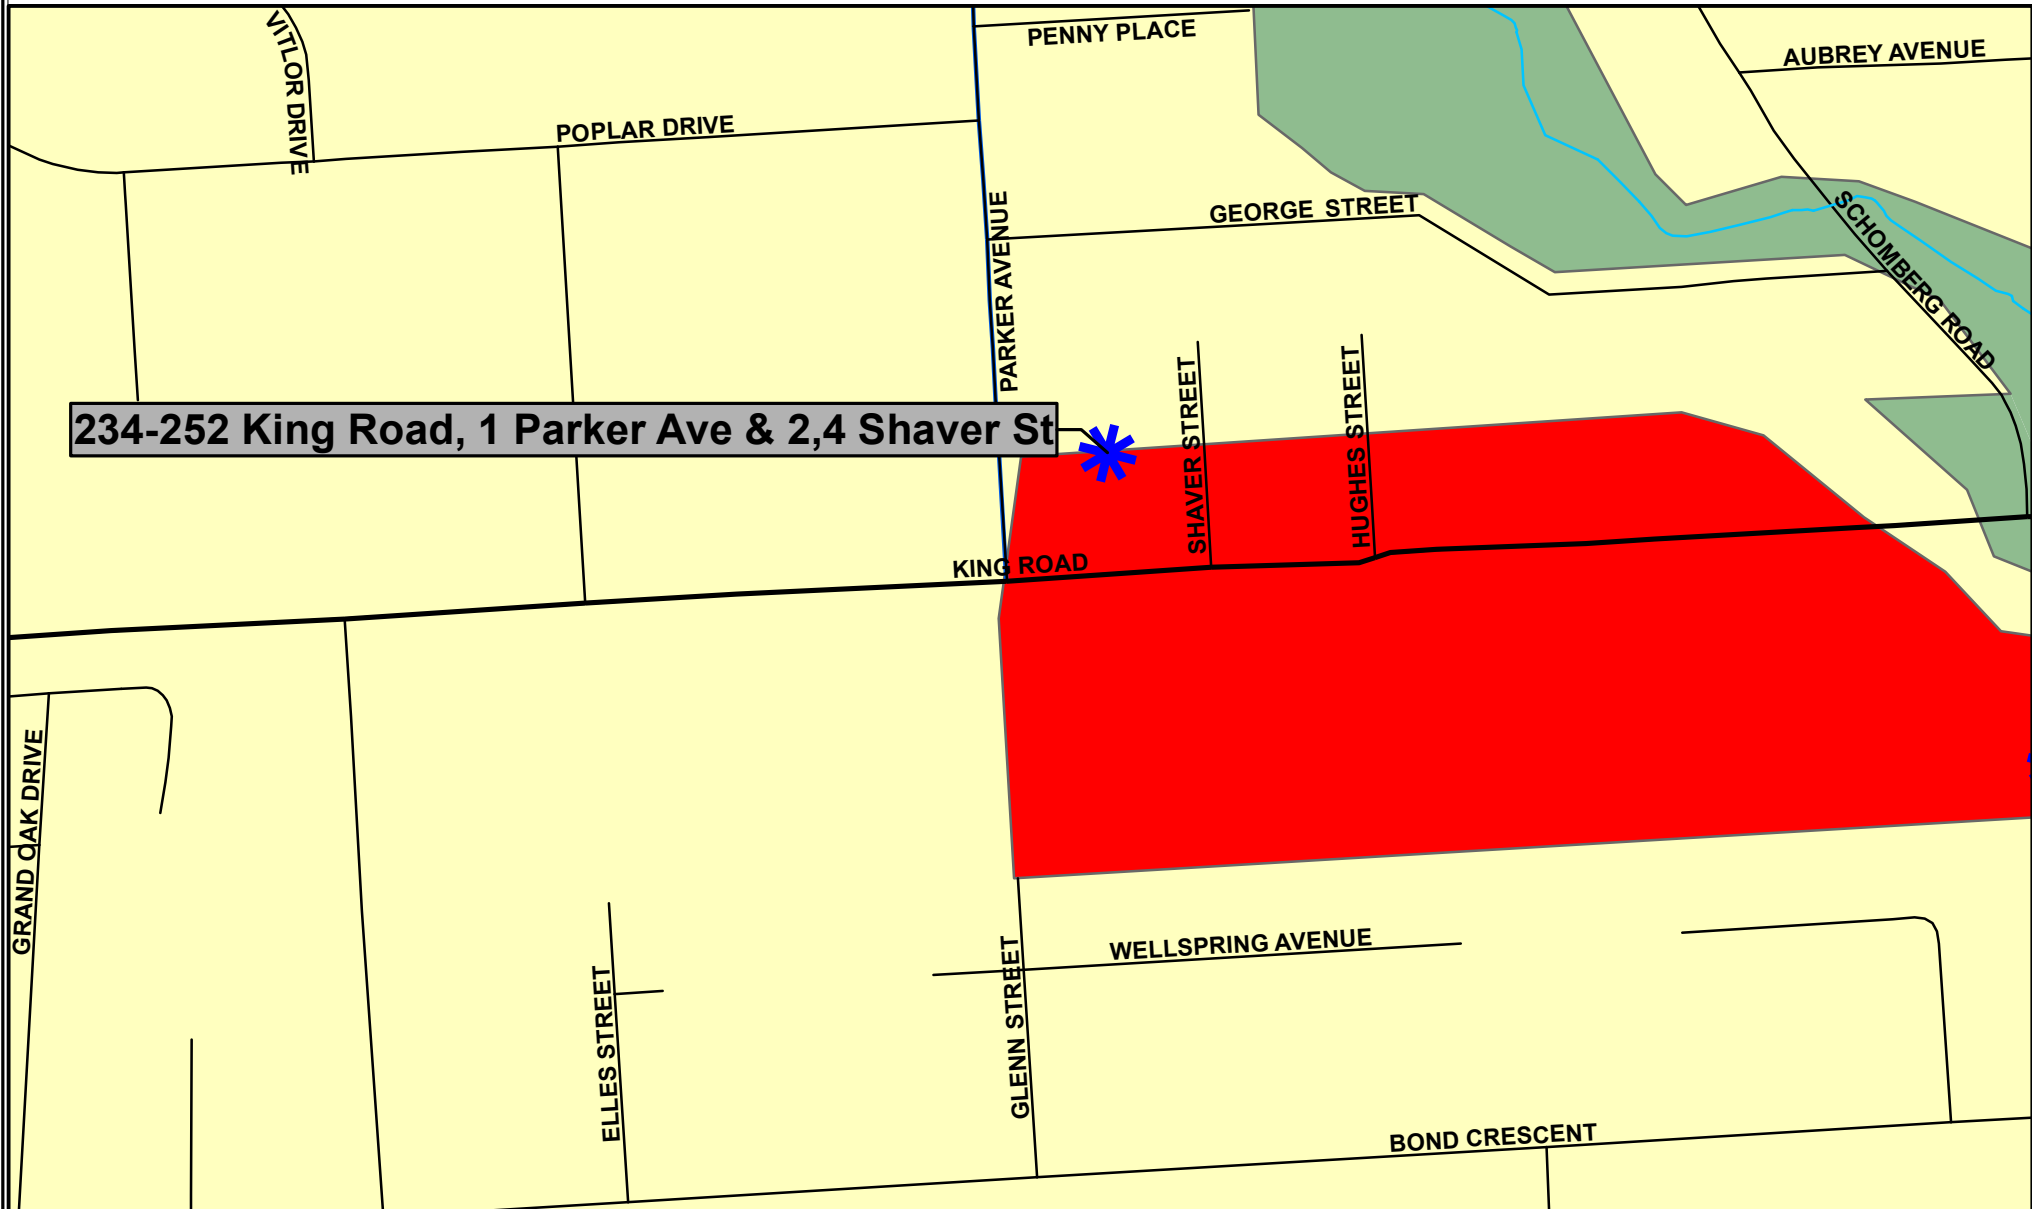 VITLOR DRIVE
PENNY PLACE
AUBREY AVENUE
POPLAR DRIVE
GEORGE STREET
PARKER AVENUE
SCHOMBERG ROAD
SHAVER STREET
HUGHES STREET
234-252 King Road, 1 Parker Ave & 2,4 Shaver St
KING ROAD
GRAND OAK DRIVE
WELLSPRING AVENUE
ELLES STREET
GLENN STREET
BOND CRESCENT